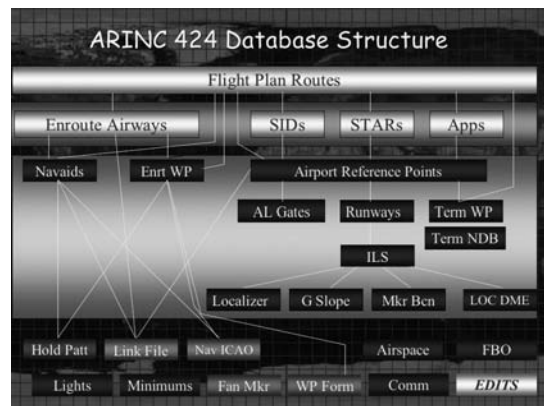 ARINC 424 Database Structure
Flight Plan Routes
Enroute Airways SIDs STARs Apps
Navaids Enrt WP Airport Reference Points
AL Gates Runways Term WP
Term NDB
ILS
Localizer G Slope Mkr Bcn LOC DME
Hold Patt Link File Nav ICAO Airspace FBO
Lights Minimums Fan Mkr WP Form Comm EDITS